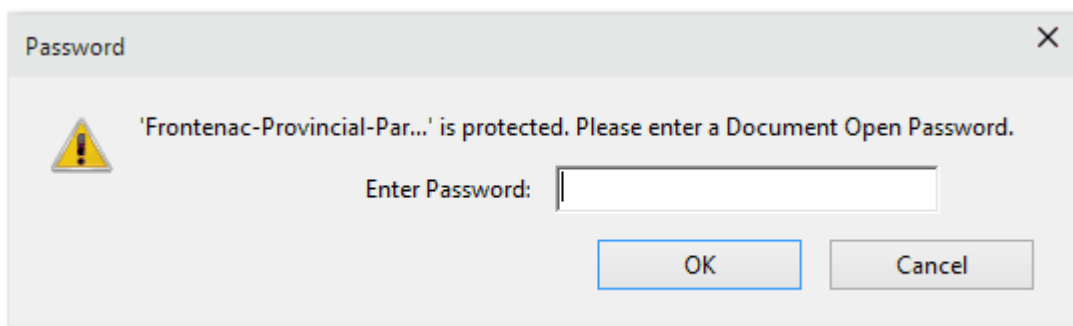 Password
'Frontenac-Provincial-Par...' is protected. Please enter a Document Open Password.
Enter Password:
OK Cancel